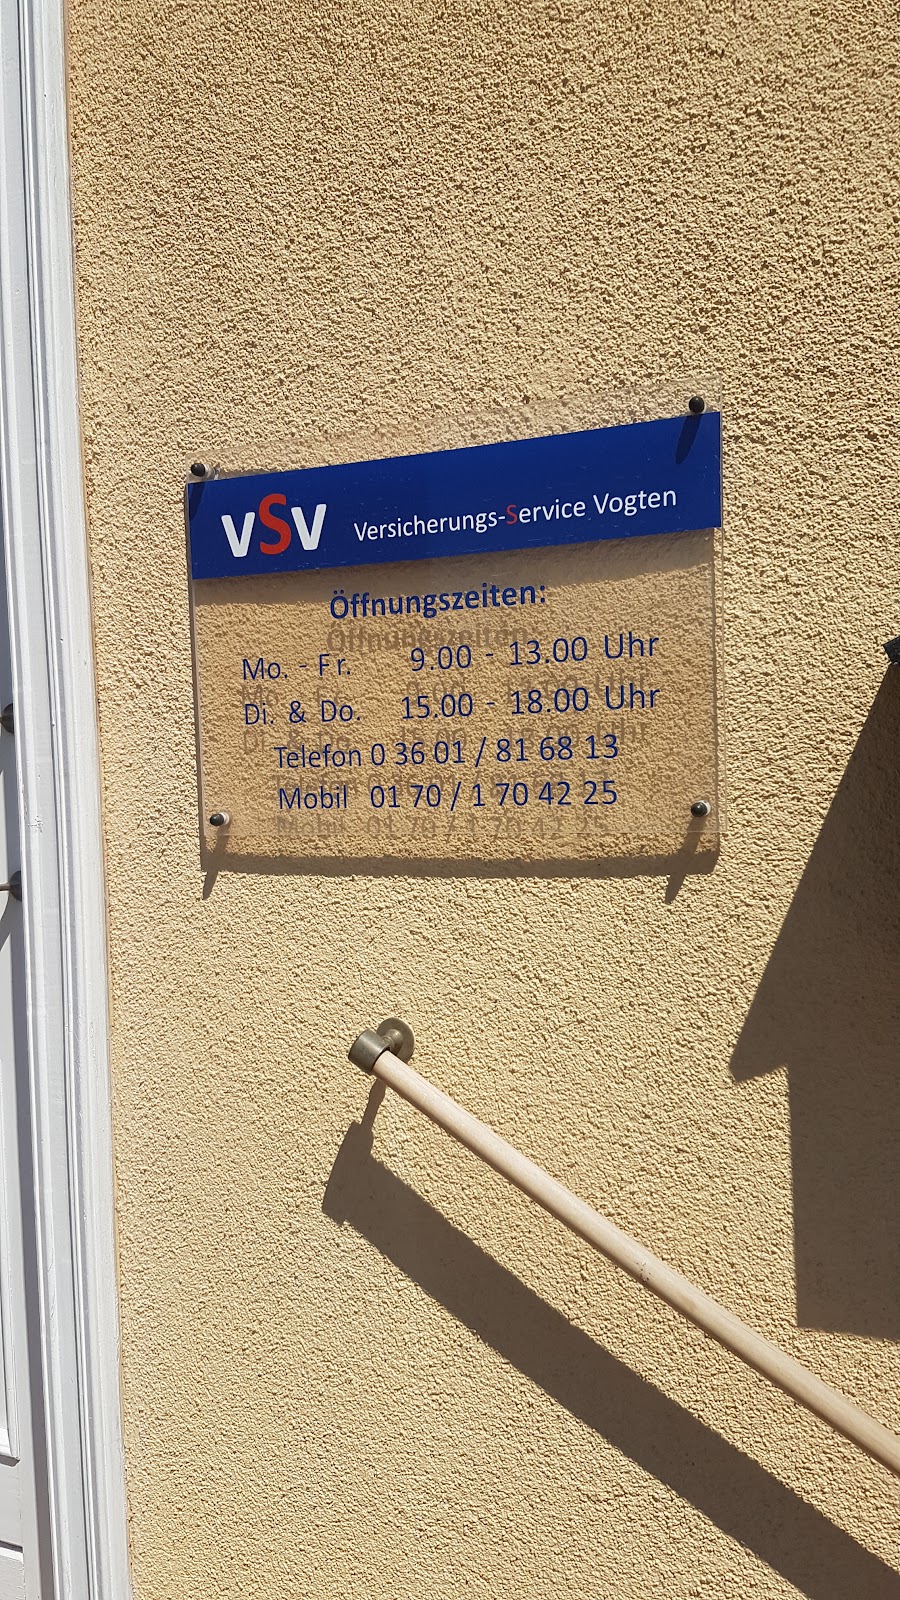 VSV Versicherungs-Service Vogten
Öffnungszeiten:
Mo. - Fr. 9.00 - 13.00 Uhr
Di. & Do. 15.00 - 18.00 Uhr
Telefon 0 36 01 / 81 68 13
Mobil 01 70 / 1 70 42 25